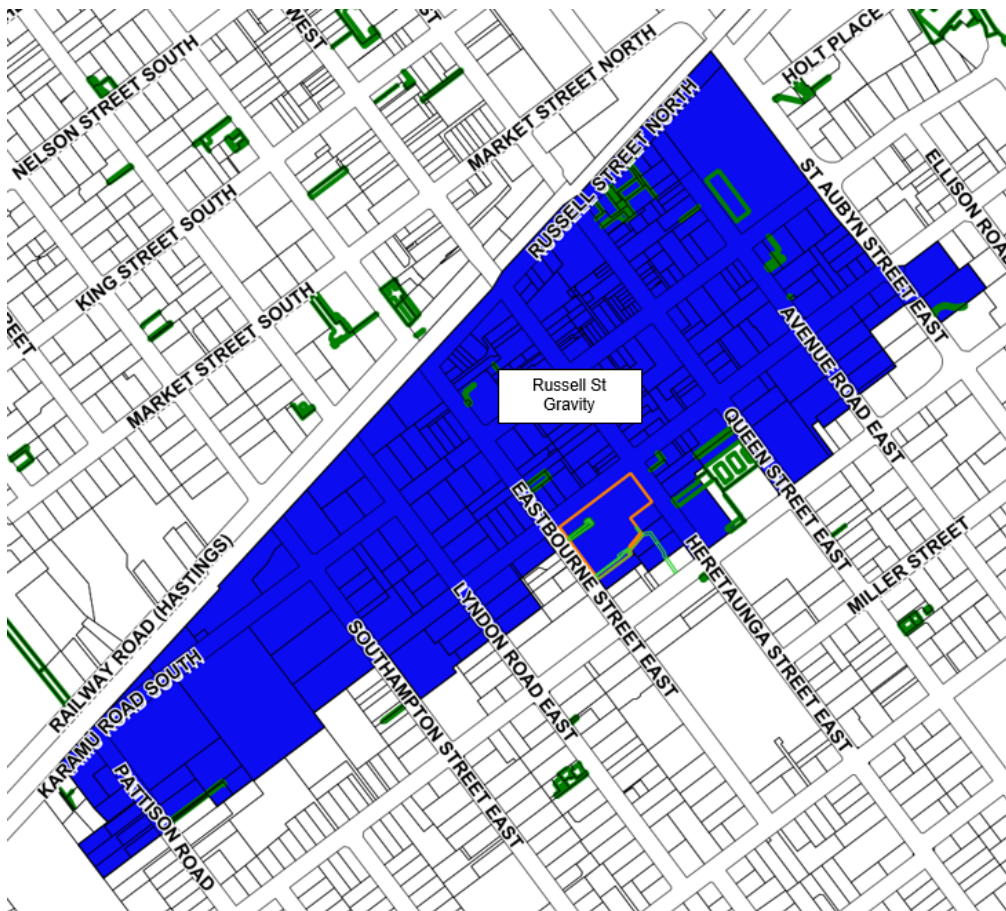 WEST
ST
NELSON STREET SOUTH
MARKET STREET NORTH
HOLT PLACE
KING STREET SOUTH
RUSSELL STREET NORTH
ELLISON ROAD
ST AUBYN STREET EAST
MARKET STREET SOUTH
AVENUE ROAD EAST
Russell St
Gravity
QUEEN STREET EAST
EASTBOURNE STREET EAST
HERETAUNGA STREET EAST
MILLER STREET
RAILWAY ROAD (HASTINGS)
LYNDON ROAD EAST
SOUTHAMPTON STREET EAST
KARAMU ROAD SOUTH
PATTISON ROAD